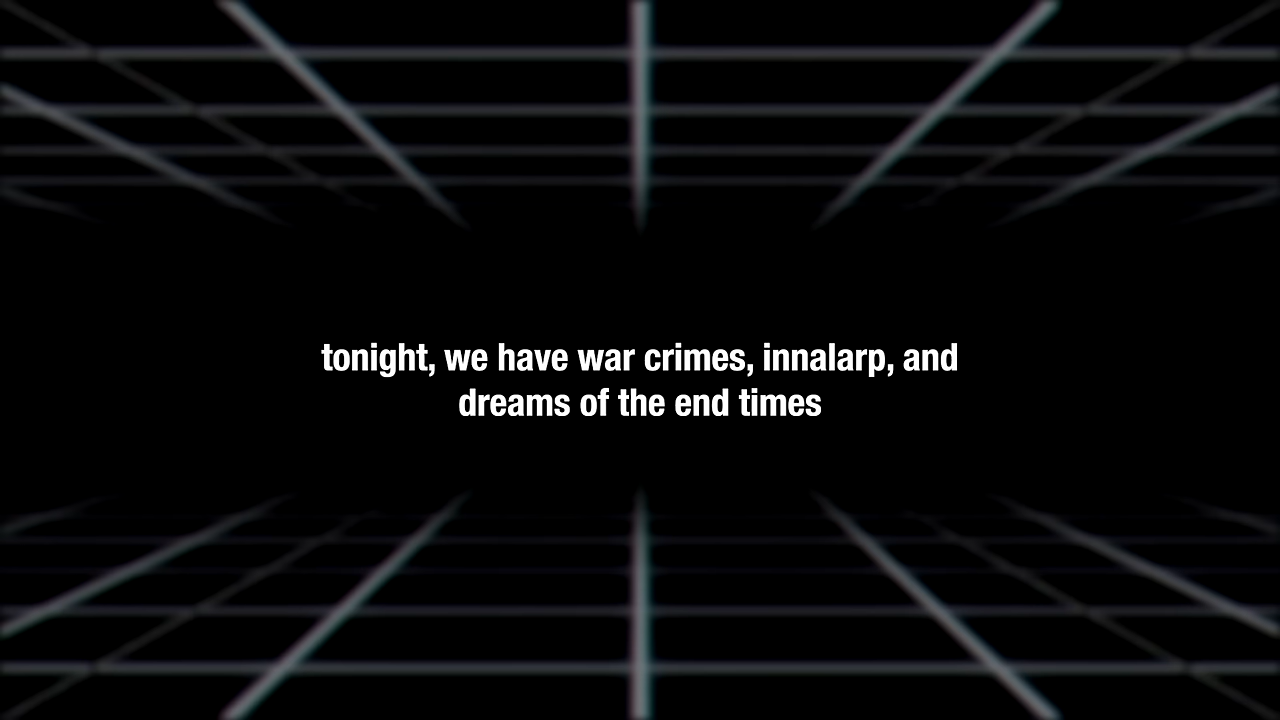 tonight, we have war crimes, innalarp, and
dreams of the end times